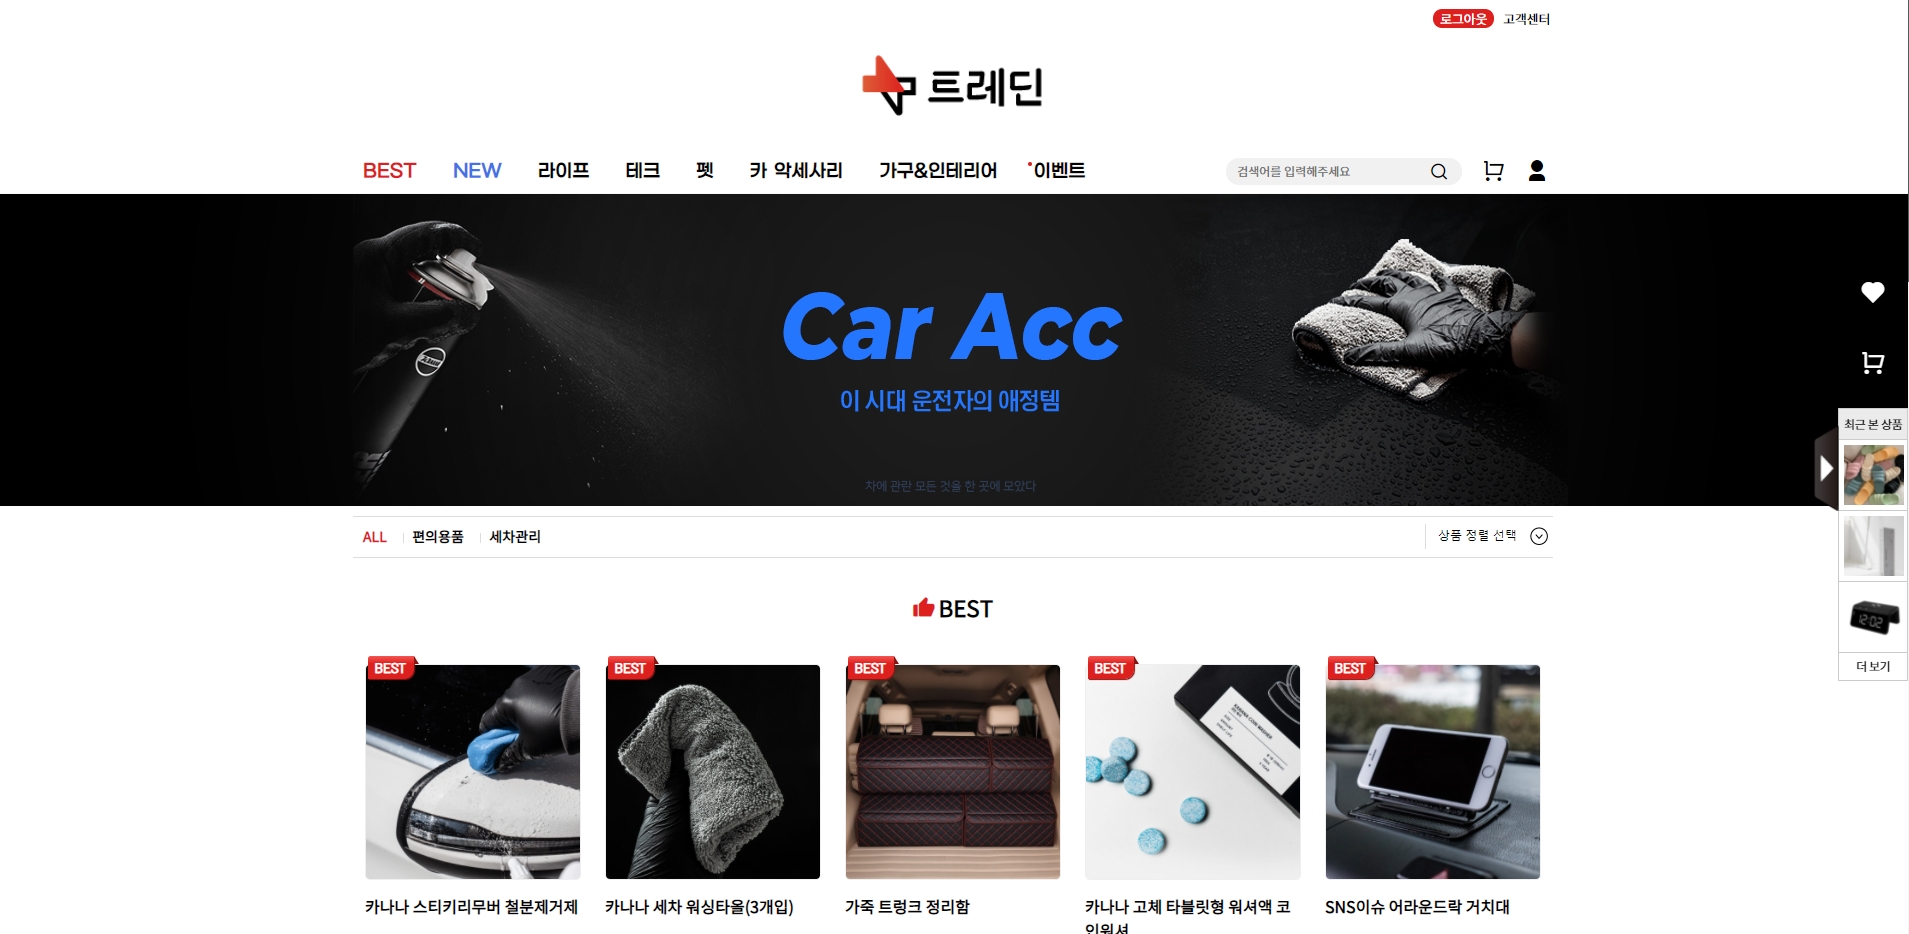 로그아웃 고객센터
트레딘
BEST NEW 라이프 테크 펫 카 악세사리 가구&인테리어 이벤트
검색어를 입력해주세요
Car Acc
이 시대 운전자의 애정템
차에 관란 모든 것을 한 곳에 모았다
최근 본 상품
12:02
더 보기
ALL 편의용품 세차관리
상품 정렬 선택
BEST
BEST BEST BEST BEST BEST
카나나 스티키리무버 철분제거제
카나나 세차 워싱타올(3개입)
가죽 트렁크 정리함
카나나 고체 타블릿형 워셔액 코
인워셔
SNS이슈 어라운드락 거치대